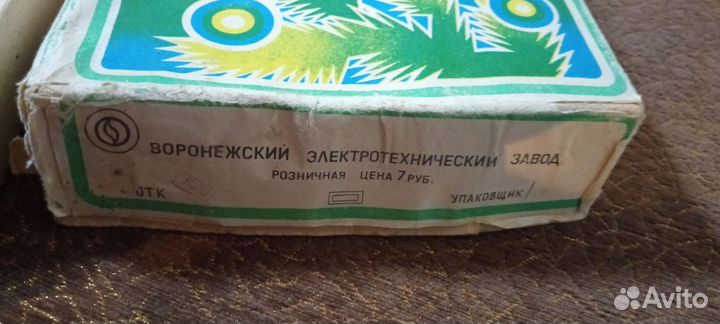 ВОРОНЕЖСКИЙ ЭЛЕКТРОТЕХНИЧЕСКИЙ ЗАВОД
РОЗНИЧНАЯ ЦЕНА 7 РУБ.
ОТК УПАКОВЩИК
Avito